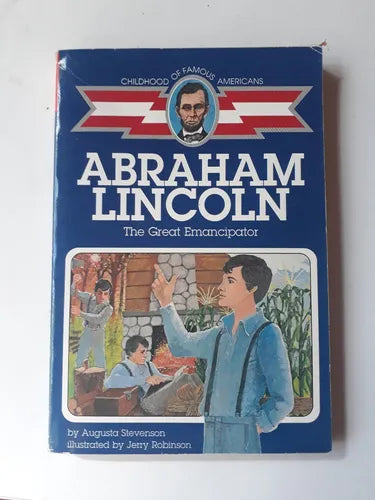 CHILDHOOD OF FAMOUS AMERICANS
ABRAHAM
LINCOLN
The Great Emancipator
by Augusta Stevenson
illustrated by Jerry Robinson